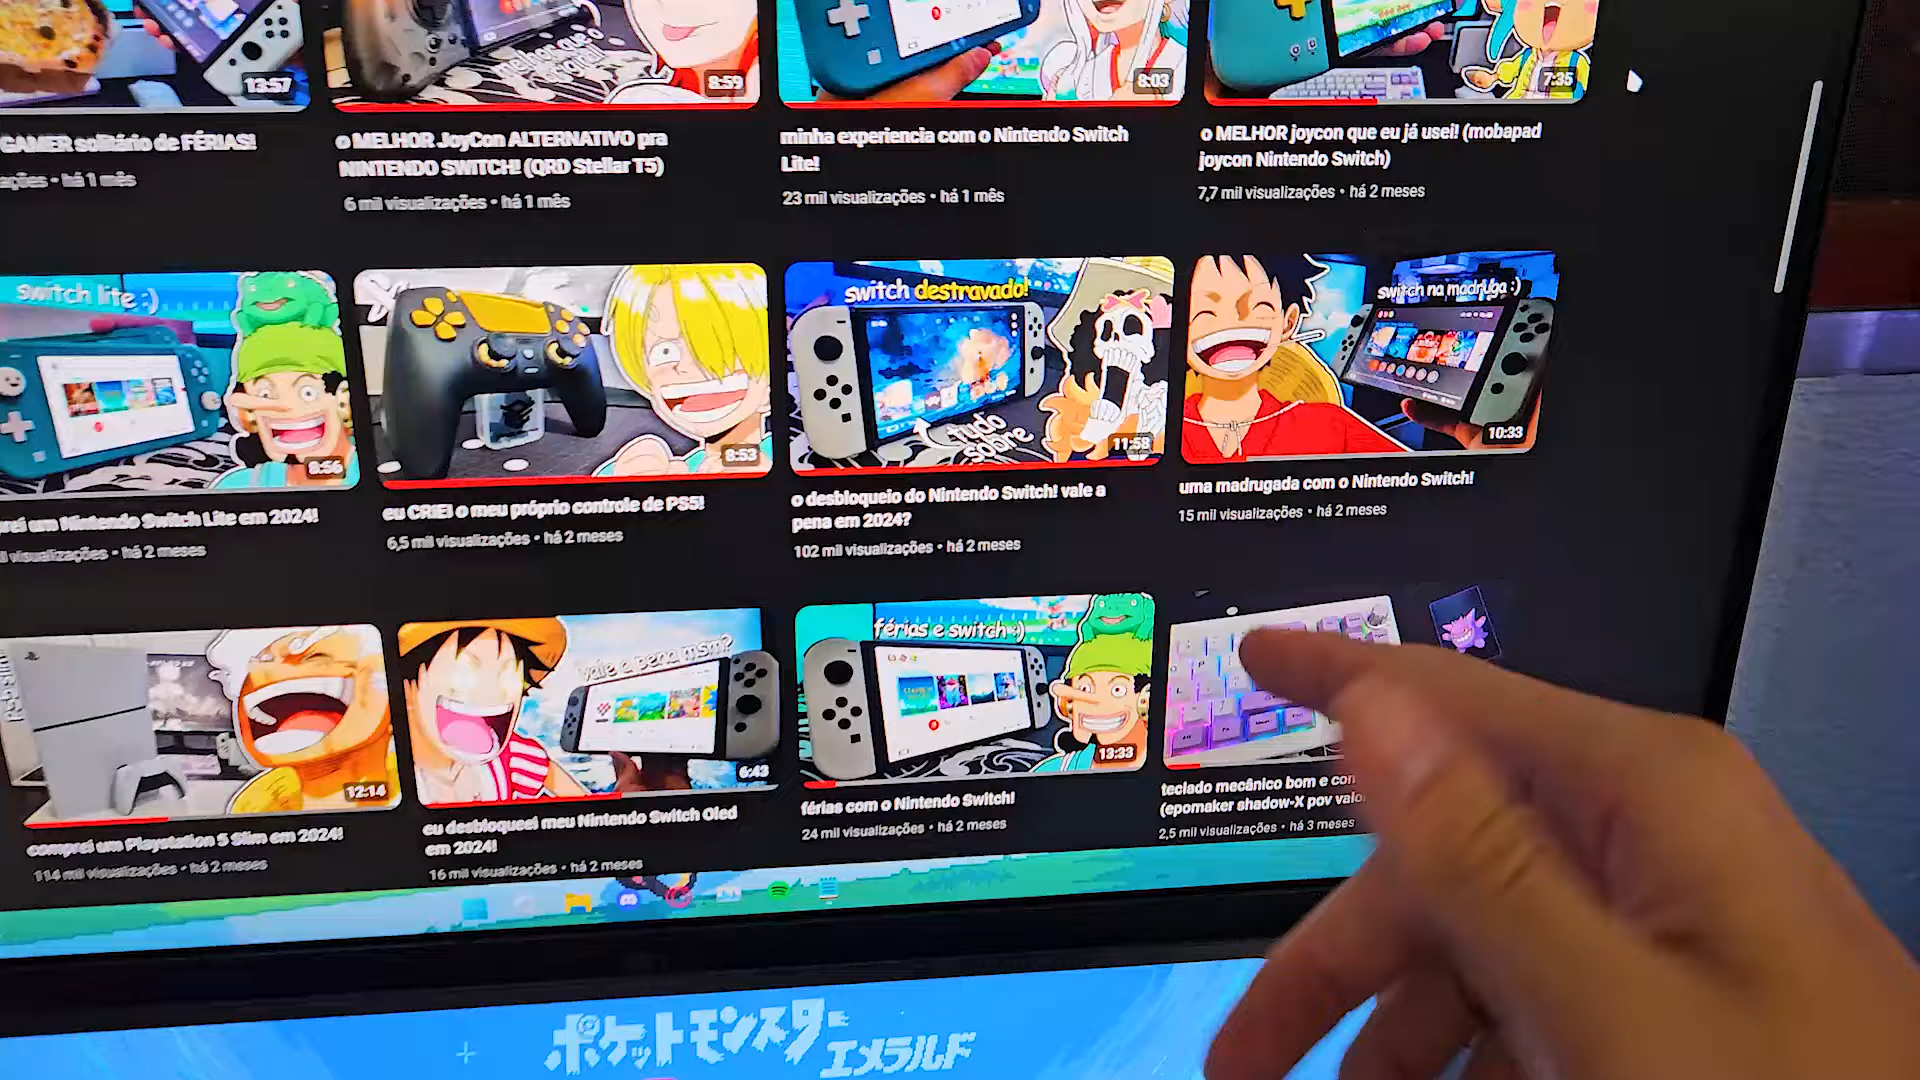 13:57
8:59
8:03
7:35
GAMER solitário de FÉRIAS!
ações • há 1 mês
o MELHOR JoyCon ALTERNATIVO pra
NINTENDO SWITCH! (QRD Stellar T5)
6 mil visualizações • há 1 mês
minha experiencia com o Nintendo Switch
Lite!
23 mil visualizações • há 1 mês
o MELHOR joycon que eu já usei! (mobapad
joycon Nintendo Switch)
7,7 mil visualizações • há 2 meses
switch lite :)
8:56
8:53
switch destravado!
tudo
sobre
11:58
switch na madruga :)
10:33
rei um Nintendo Switch Lite em 2024!
il visualizações • há 2 meses
eu CRIEI o meu próprio controle de PS5!
6,5 mil visualizações • há 2 meses
o desbloqueio do Nintendo Switch! vale a
pena em 2024?
102 mil visualizações • há 2 meses
uma madrugada com o Nintendo Switch!
15 mil visualizações • há 2 meses
12:14
vale a pena msm?
6:43
férias e switch :)
13:33
comprei um Playstation 5 Slim em 2024!
114 mil visualizações • há 2 meses
eu desbloqueei meu Nintendo Switch Oled
em 2024!
16 mil visualizações • há 2 meses
férias com o Nintendo Switch!
24 mil visualizações • há 2 meses
teclado mecânico bom e
(epomaker shadow-X pov
2,5 mil visualizações • há 3 meses
ポケットモンスター
エメラルド